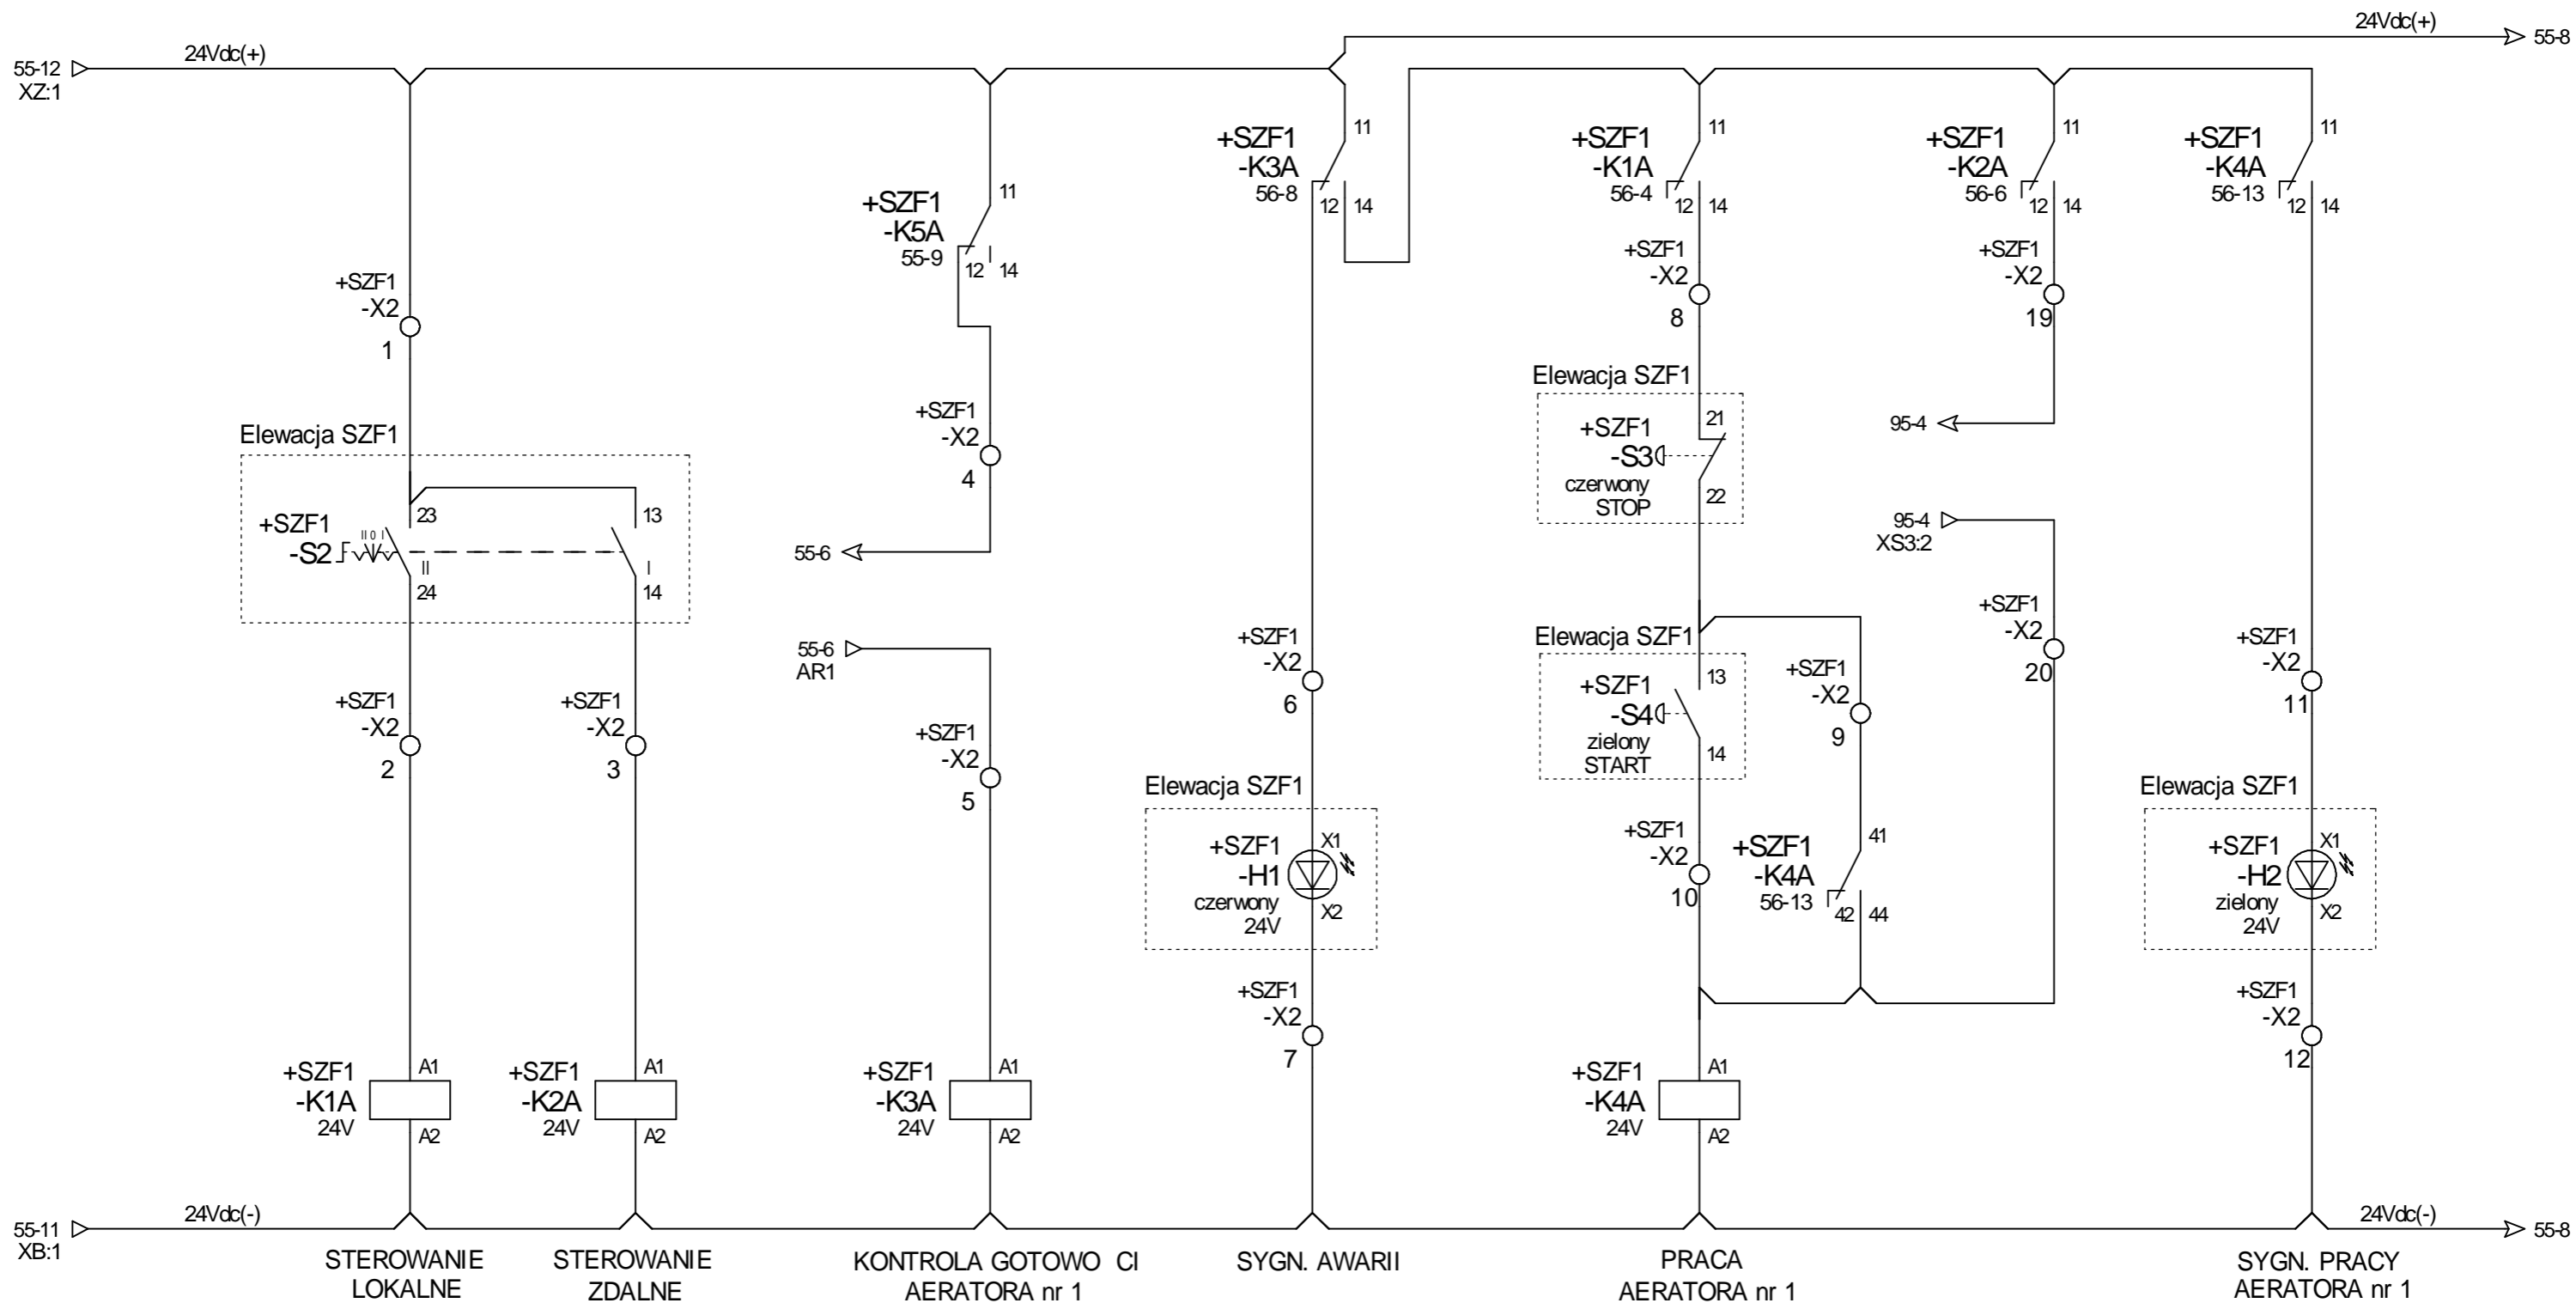 24Vdc(+)
55-8
55-12
XZ:1
24Vdc(+)
+SZF1
-X2
1
Elewacja SZF1
+SZF1
-S2
II 0 I
23
II
24
13
I
14
+SZF1
-X2
2
+SZF1
-X2
3
+SZF1
-K1A
24V
A1
A2
+SZF1
-K2A
24V
A1
A2
+SZF1
-K5A
55-9
11
12
14
+SZF1
-X2
4
55-6
55-6
AR1
+SZF1
-X2
5
+SZF1
-K3A
24V
A1
A2
+SZF1
-K3A
56-8
11
12
14
+SZF1
-X2
6
Elewacja SZF1
+SZF1
-H1
czerwony
24V
X1
X2
+SZF1
-X2
7
+SZF1
-K1A
56-4
11
12
14
+SZF1
-X2
8
Elewacja SZF1
+SZF1
-S3
czerwony
STOP
21
22
Elewacja SZF1
+SZF1
-S4
zielony
START
13
14
+SZF1
-X2
9
+SZF1
-X2
10
+SZF1
-K4A
56-13
41
42
44
+SZF1
-K4A
24V
A1
A2
+SZF1
-K2A
56-6
11
12
14
+SZF1
-X2
19
95-4
95-4
XS3:2
+SZF1
-X2
20
+SZF1
-K4A
56-13
11
12
14
+SZF1
-X2
11
Elewacja SZF1
+SZF1
-H2
zielony
24V
X1
X2
+SZF1
-X2
12
55-11
XB:1
24Vdc(-)
24Vdc(-)
55-8
STEROWANIE
LOKALNE
STEROWANIE
ZDALNE
KONTROLA GOTOWO CI
AERATORA nr 1
SYGN. AWARII
PRACA
AERATORA nr 1
SYGN. PRACY
AERATORA nr 1